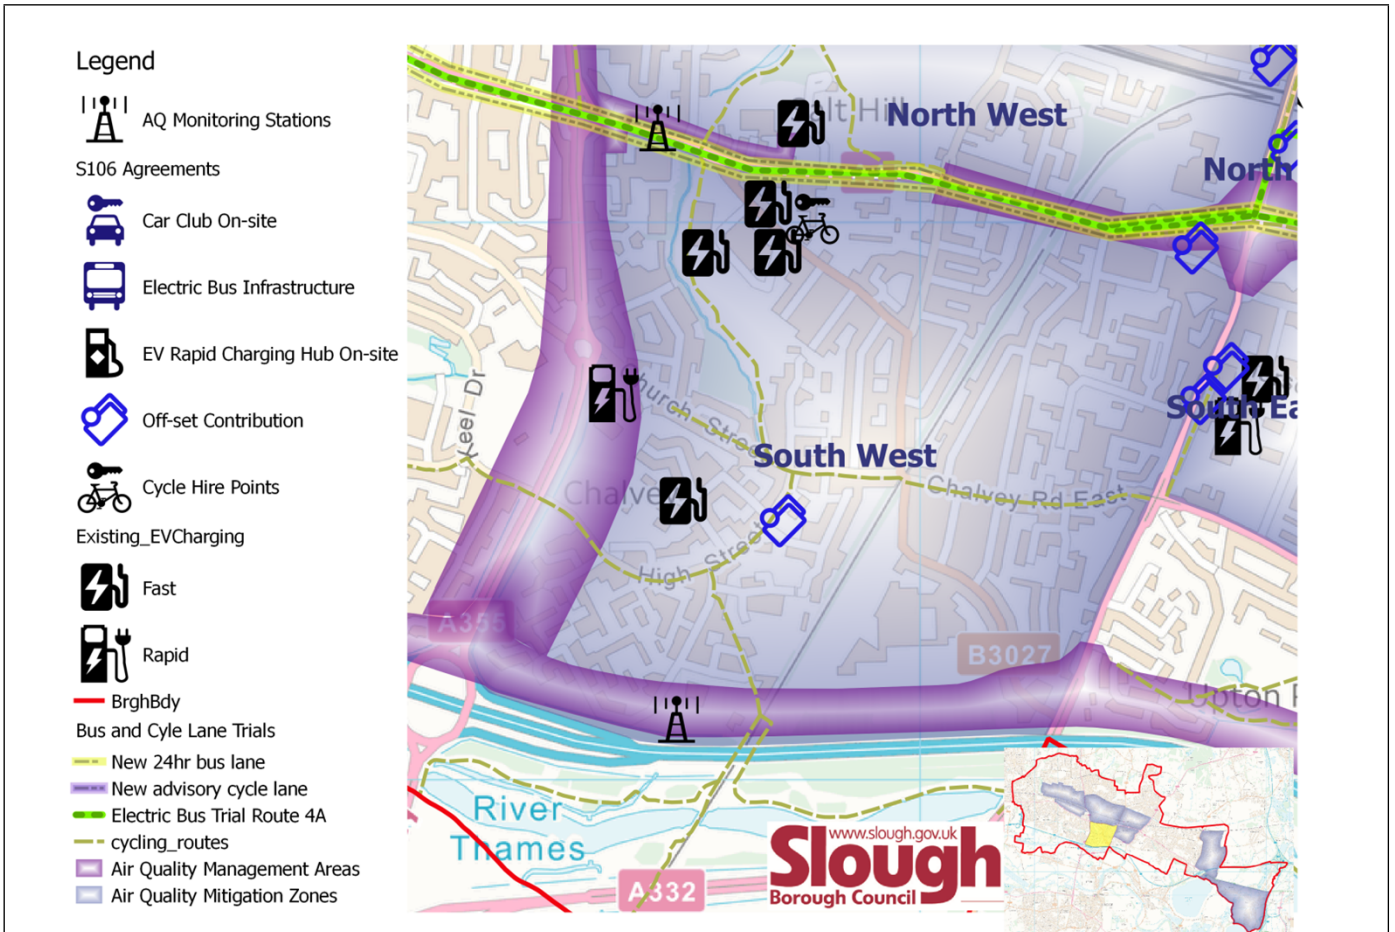 Legend
AQ Monitoring Stations
S106 Agreements
Car Club On-site
Electric Bus Infrastructure
EV Rapid Charging Hub On-site
Off-set Contribution
Cycle Hire Points
Existing_EVCharging
Fast
Rapid
BrghBdy
Bus and Cyle Lane Trials
New 24hr bus lane
New advisory cycle lane
Electric Bus Trial Route 4A
cycling_routes
Air Quality Management Areas
Air Quality Mitigation Zones
North West
North
Keel Dr
South West
Chalvey Rd East
High Street
A355
B3027
River
Thames
A332
www.slough.gov.uk
Slough
Borough Council